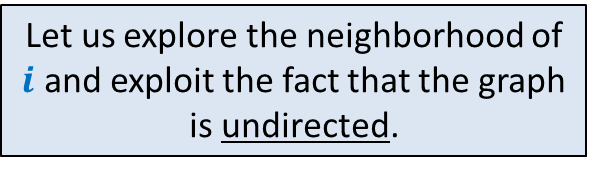 Let us explore the neighborhood of
i and exploit the fact that the graph
is undirected.